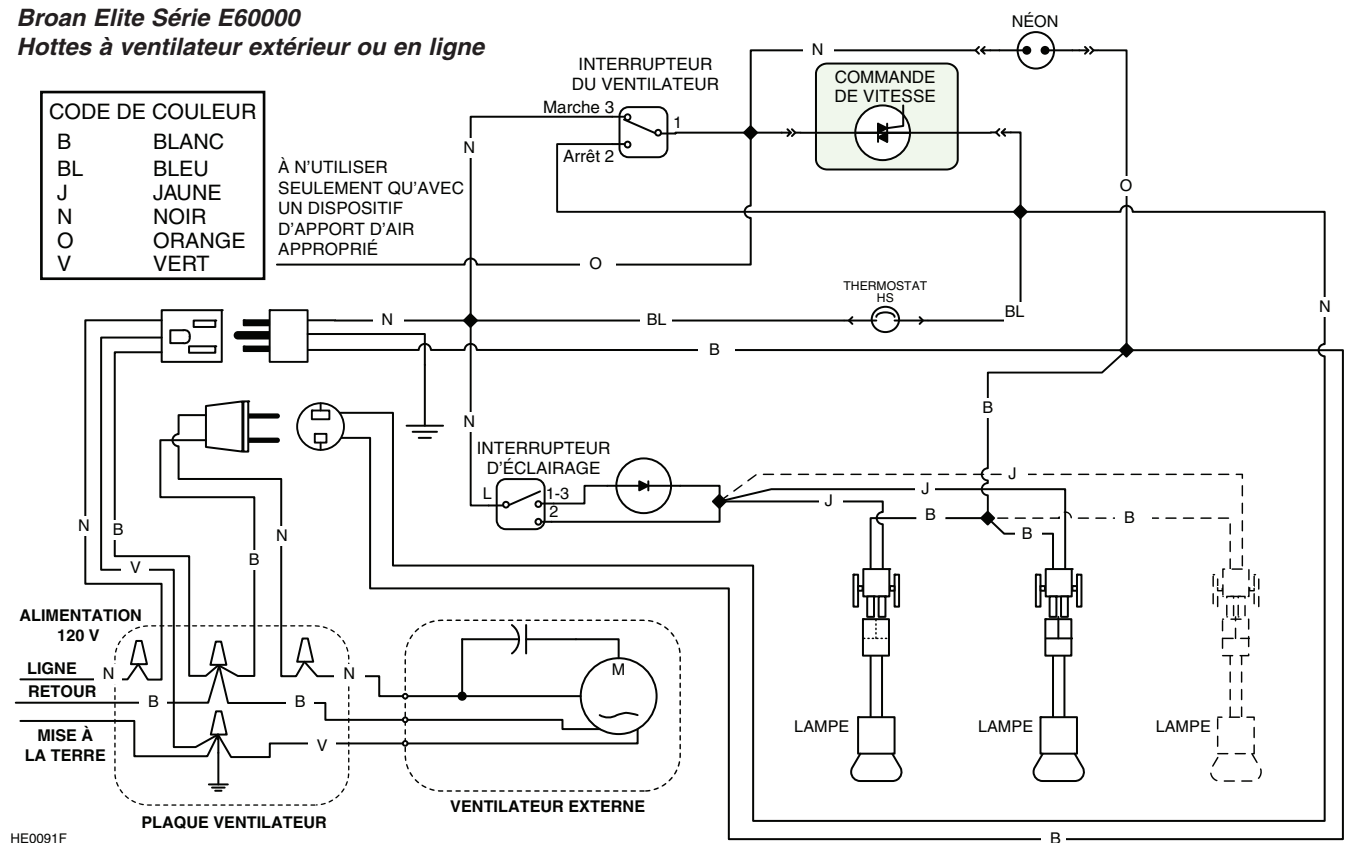 Broan Elite Série E60000
Hottes à ventilateur extérieur ou en ligne
CODE DE COULEUR
B BLANC
BL BLEU
J JAUNE
N NOIR
O ORANGE
V VERT
À N'UTILISER
SEULEMENT QU'AVEC
UN DISPOSITIF
D'APPORT D'AIR
APPROPRIÉ
INTERRUPTEUR
DU VENTILATEUR
Marche 3
1
Arrêt 2
N
NÉON
COMMANDE
DE VITESSE
N
O
O
THERMOSTAT
HS
N
BL
BL
N
B
N
INTERRUPTEUR
D'ÉCLAIRAGE
L
1-3
2
B
J
J
J
B
B
B
N
B
V
B
N
ALIMENTATION
120 V
LIGNE
N
RETOUR
B
B
N
MISE À
LA TERRE
V
M
PLAQUE VENTILATEUR
VENTILATEUR EXTERNE
LAMPE
LAMPE
LAMPE
B
HE0091F